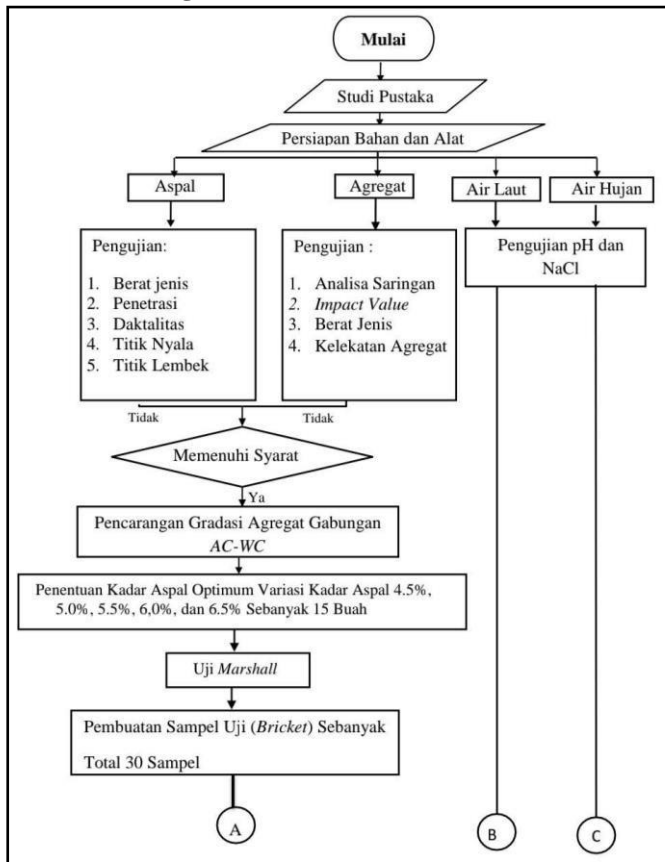 Mulai
Studi Pustaka
Persiapan Bahan dan Alat
Aspal
Agregat
Air Laut
Air Hujan
Pengujian:
1. Berat jenis
2. Penetrasi
3. Daktalitas
4. Titik Nyala
5. Titik Lembek
Pengujian :
1. Analisa Saringan
2. Impact Value
3. Berat Jenis
4. Kelekatan Agregat
Pengujian pH dan
NaCl
Tidak
Tidak
Memenuhi Syarat
Ya
Pencarangan Gradasi Agregat Gabungan
AC-WC
Penentuan Kadar Aspal Optimum Variasi Kadar Aspal 4.5%,
5.0%, 5.5%, 6,0%, dan 6.5% Sebanyak 15 Buah
Uji Marshall
Pembuatan Sampel Uji (Bricket) Sebanyak
Total 30 Sampel
A
B
C